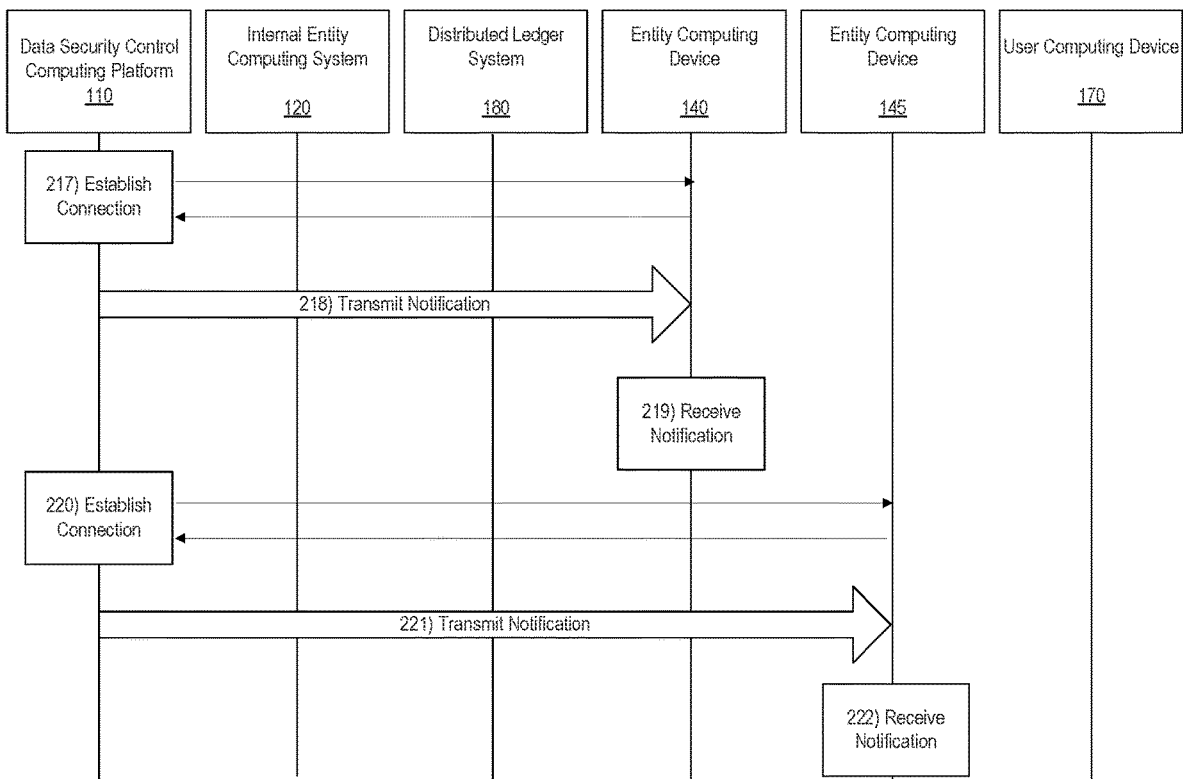 Data Security Control
Computing Platform
110
Internal Entity
Computing System
120
Distributed Ledger
System
180
Entity Computing
Device
140
Entity Computing
Device
145
User Computing Device
170
217) Establish
Connection
218) Transmit Notification
219) Receive
Notification
220) Establish
Connection
221) Transmit Notification
222) Receive
Notification